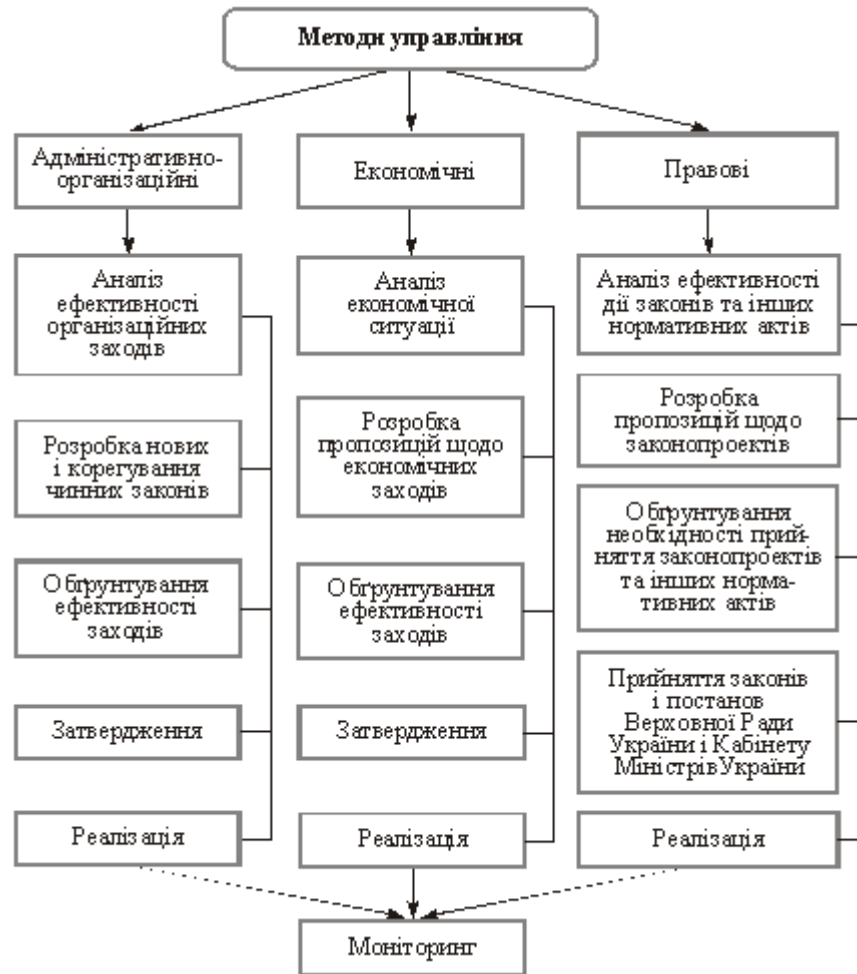 Методи управління
Адміністративно-
організаційні
Економічні
Правові
Аналіз
ефективності
організаційних
заходів
Аналіз
економічної
ситуації
Аналіз ефективності
дії законів та інших
нормативних актів
Розробка нових
і корегування
чинних законів
Розробка
пропозицій щодо
економічних
заходів
Розробка
пропозицій щодо
законопроектів
Обґрунтування
ефективності
заходів
Обґрунтування
ефективності
заходів
Обґрунтування
необхідності прий-
няття законопроектів
та інших норма-
тивних актів
Затвердження
Затвердження
Прийняття законів
і постанов
Верховної Ради
України і Кабінету
Міністрів України
Реалізація
Реалізація
Реалізація
Моніторинг